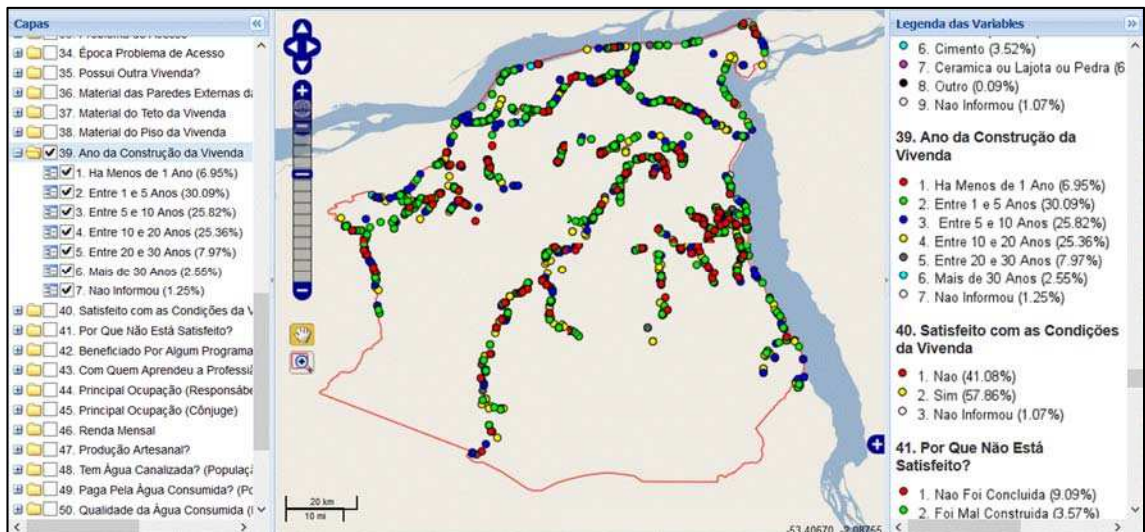 Capas
34. Época Problema de Acesso
35. Possui Outra Vivenda?
36. Material das Paredes Externas da
37. Material do Teto da Vivenda
38. Material do Piso da Vivenda
39. Ano da Construção da Vivenda
1. Ha Menos de 1 Ano (6.95%)
2. Entre 1 e 5 Anos (30.09%)
3. Entre 5 e 10 Anos (25.82%)
4. Entre 10 e 20 Anos (25.36%)
5. Entre 20 e 30 Anos (7.97%)
6. Mais de 30 Anos (2.55%)
7. Nao Informou (1.25%)
40. Satisfeito com as Condições da V
41. Por Que Não Está Satisfeito?
42. Beneficiado Por Algum Programa
43. Com Quem Aprendeu a Professiã
44. Principal Ocupação (Responsábe
45. Principal Ocupação (Cônjuge)
46. Renda Mensal
47. Produção Artesanal?
48. Tem Àgua Canalizada? (Populaçã
49. Paga Pela Àgua Consumida? (Po
50. Qualidade da Àgua Consumida (
20 km
10 mi
-53.40670, -2.08755
Legenda das Variables
6. Cimento (3.52%)
7. Ceramica ou Lajota ou Pedra (6
8. Outro (0.09%)
9. Nao Informou (1.07%)
39. Ano da Construção da
Vivenda
1. Ha Menos de 1 Ano (6.95%)
2. Entre 1 e 5 Anos (30.09%)
3. Entre 5 e 10 Anos (25.82%)
4. Entre 10 e 20 Anos (25.36%)
5. Entre 20 e 30 Anos (7.97%)
6. Mais de 30 Anos (2.55%)
7. Nao Informou (1.25%)
40. Satisfeito com as Condições
da Vivenda
1. Nao (41.08%)
2. Sim (57.86%)
3. Nao Informou (1.07%)
41. Por Que Não Está
Satisfeito?
1. Nao Foi Concluida (9.09%)
2. Foi Mal Construida (3.57%)